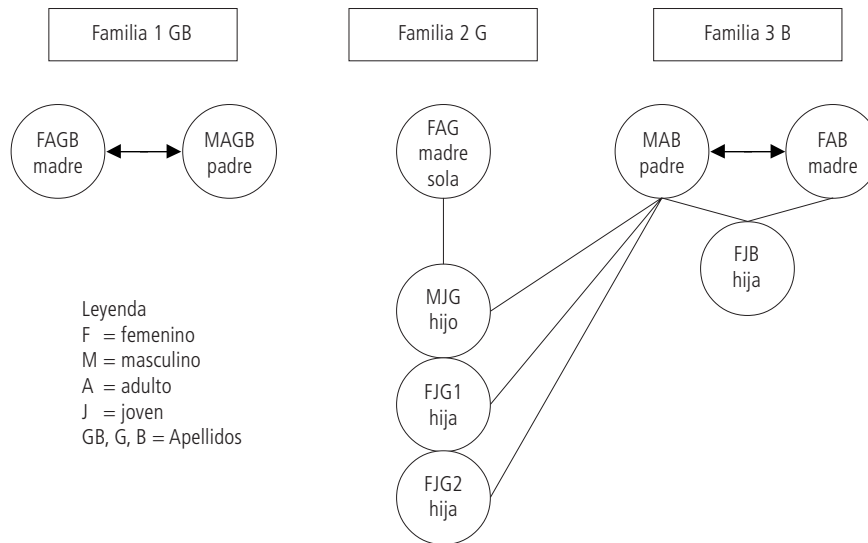 Familia 1 GB
Familia 2 G
Familia 3 B
FAGB
madre
MAGB
padre
FAG
madre
sola
MAB
padre
FAB
madre
FJB
hija
MJG
hijo
FJG1
hija
FJG2
hija
Leyenda
F = femenino
M = masculino
A = adulto
J = joven
GB, G, B = Apellidos